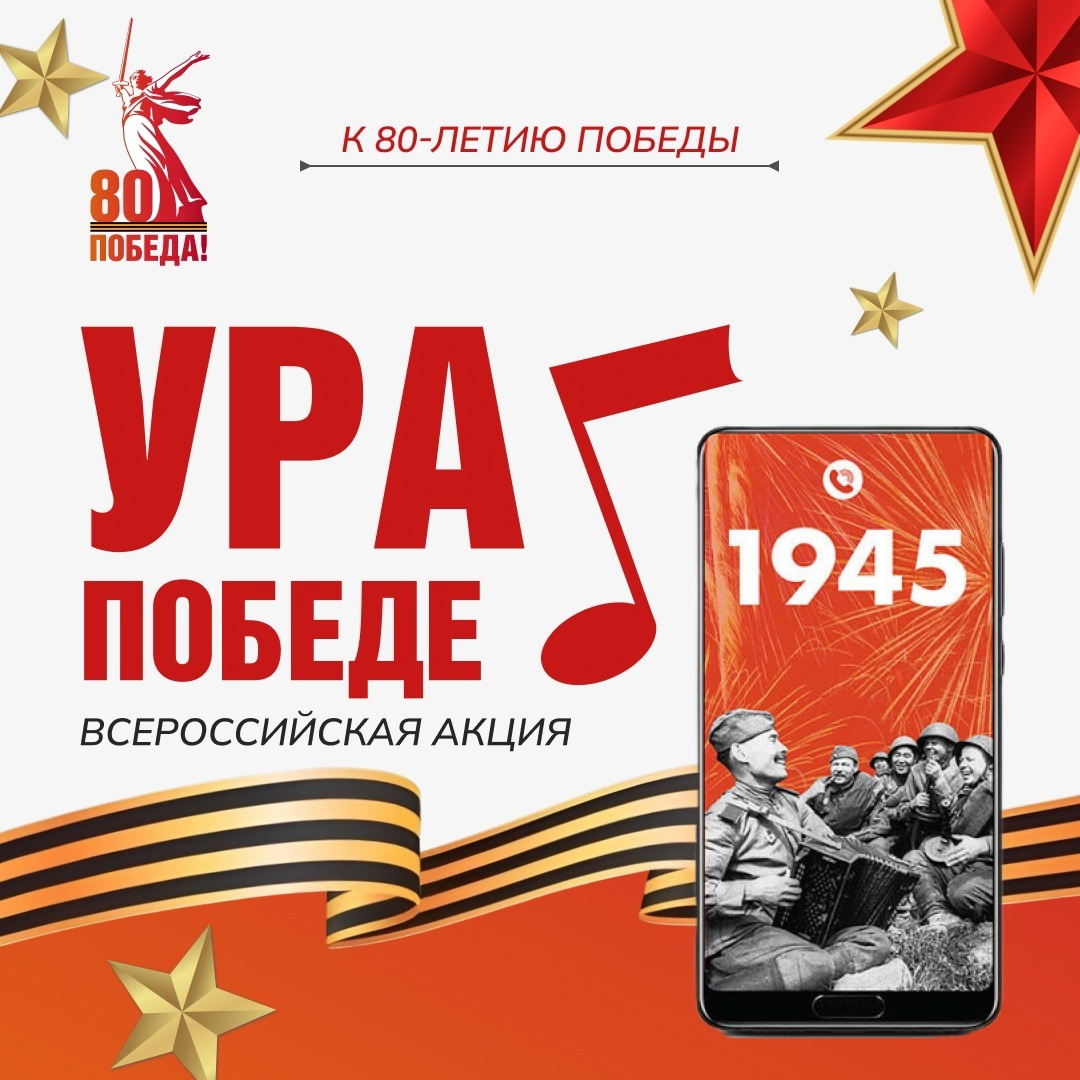 80
ПОБЕДА!
К 80-ЛЕТИЮ ПОБЕДЫ
УРА
ПОБЕДЕ
ВСЕРОССИЙСКАЯ АКЦИЯ
1945